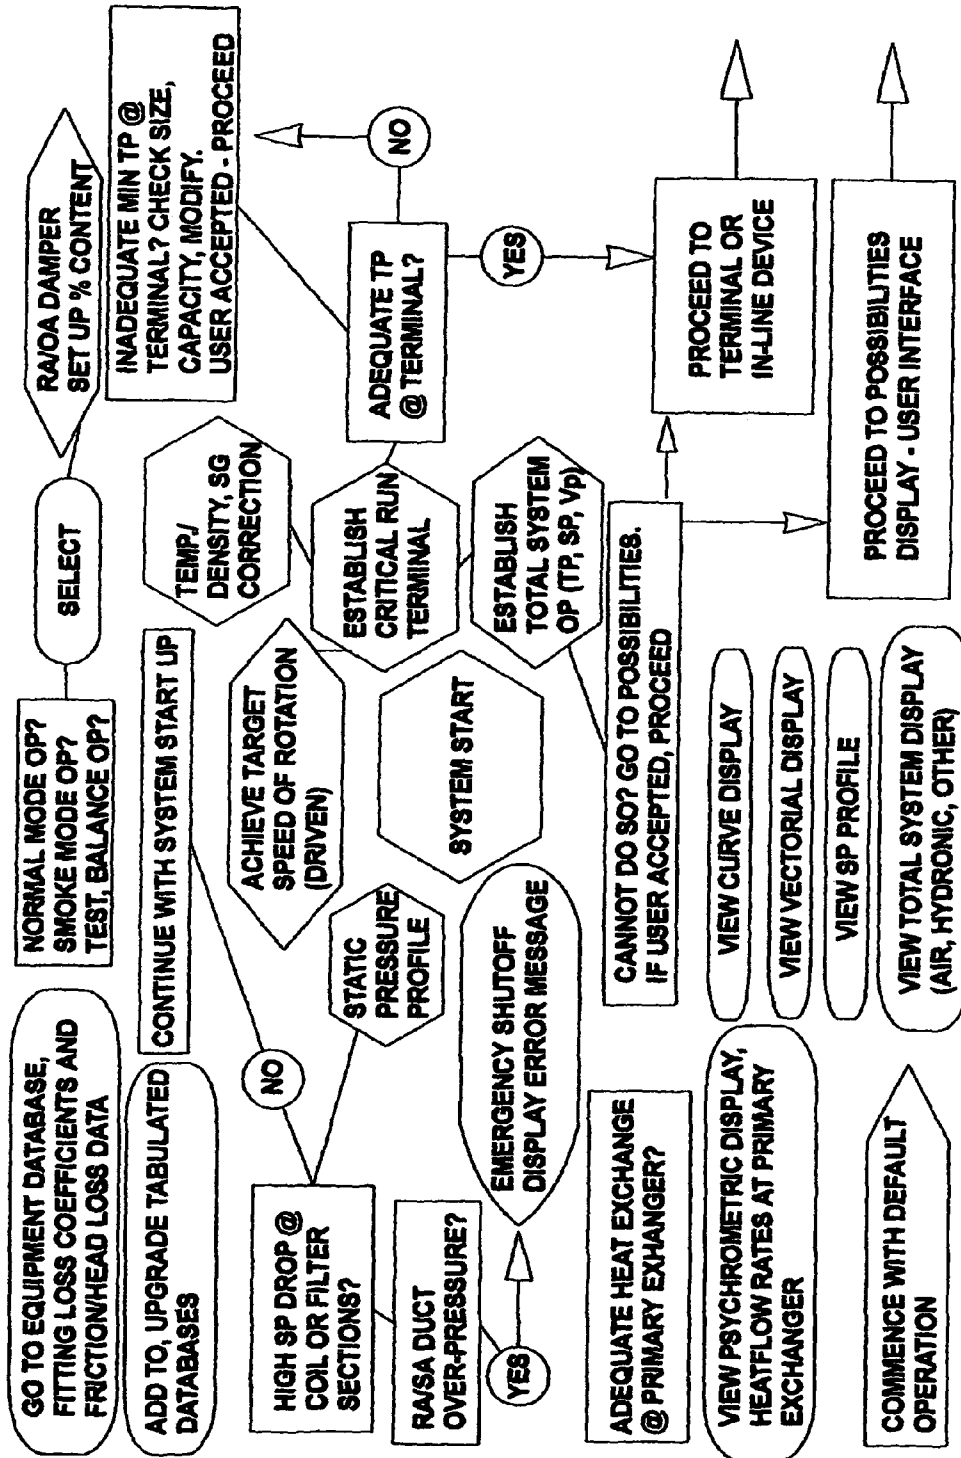 GO TO EQUIPMENT DATABASE,
FITTING LOSS COEFFICIENTS AND
FRICTION/HEAD LOSS DATA
NORMAL MODE OP?
SMOKE MODE OP?
TEST, BALANCE OP?
SELECT
RA/OA DAMPER
SET UP % CONTENT
ADD TO, UPGRADE TABULATED
DATABASES
CONTINUE WITH SYSTEM START UP
TEMP./
DENSITY, SG
CORRECTION
INADEQUATE MIN TP @
TERMINAL? CHECK SIZE,
CAPACITY, MODIFY.
USER ACCEPTED - PROCEED
NO
ACHIEVE TARGET
SPEED OF ROTATION
(DRIVEN)
HIGH SP DROP @
COIL OR FILTER
SECTIONS?
STATIC
PRESSURE
PROFILE
ESTABLISH
CRITICAL RUN
TERMINAL
ADEQUATE TP
@ TERMINAL?
NO
RA/SA DUCT
OVER-PRESSURE?
SYSTEM START
YES
EMERGENCY SHUTOFF
DISPLAY ERROR MESSAGE
ESTABLISH
TOTAL SYSTEM
OP (TP, SP, Vp)
YES
ADEQUATE HEAT EXCHANGE
@ PRIMARY EXHANGER?
CANNOT DO SO? GO TO POSSIBILITIES.
IF USER ACCEPTED, PROCEED
PROCEED TO
TERMINAL OR
IN-LINE DEVICE
VIEW PSYCHROMETRIC DISPLAY,
HEATFLOW RATES AT PRIMARY
EXCHANGER
VIEW CURVE DISPLAY
VIEW VECTORIAL DISPLAY
VIEW SP PROFILE
PROCEED TO POSSIBILITIES
DISPLAY - USER INTERFACE
COMMENCE WITH DEFAULT
OPERATION
VIEW TOTAL SYSTEM DISPLAY
(AIR, HYDRONIC, OTHER)